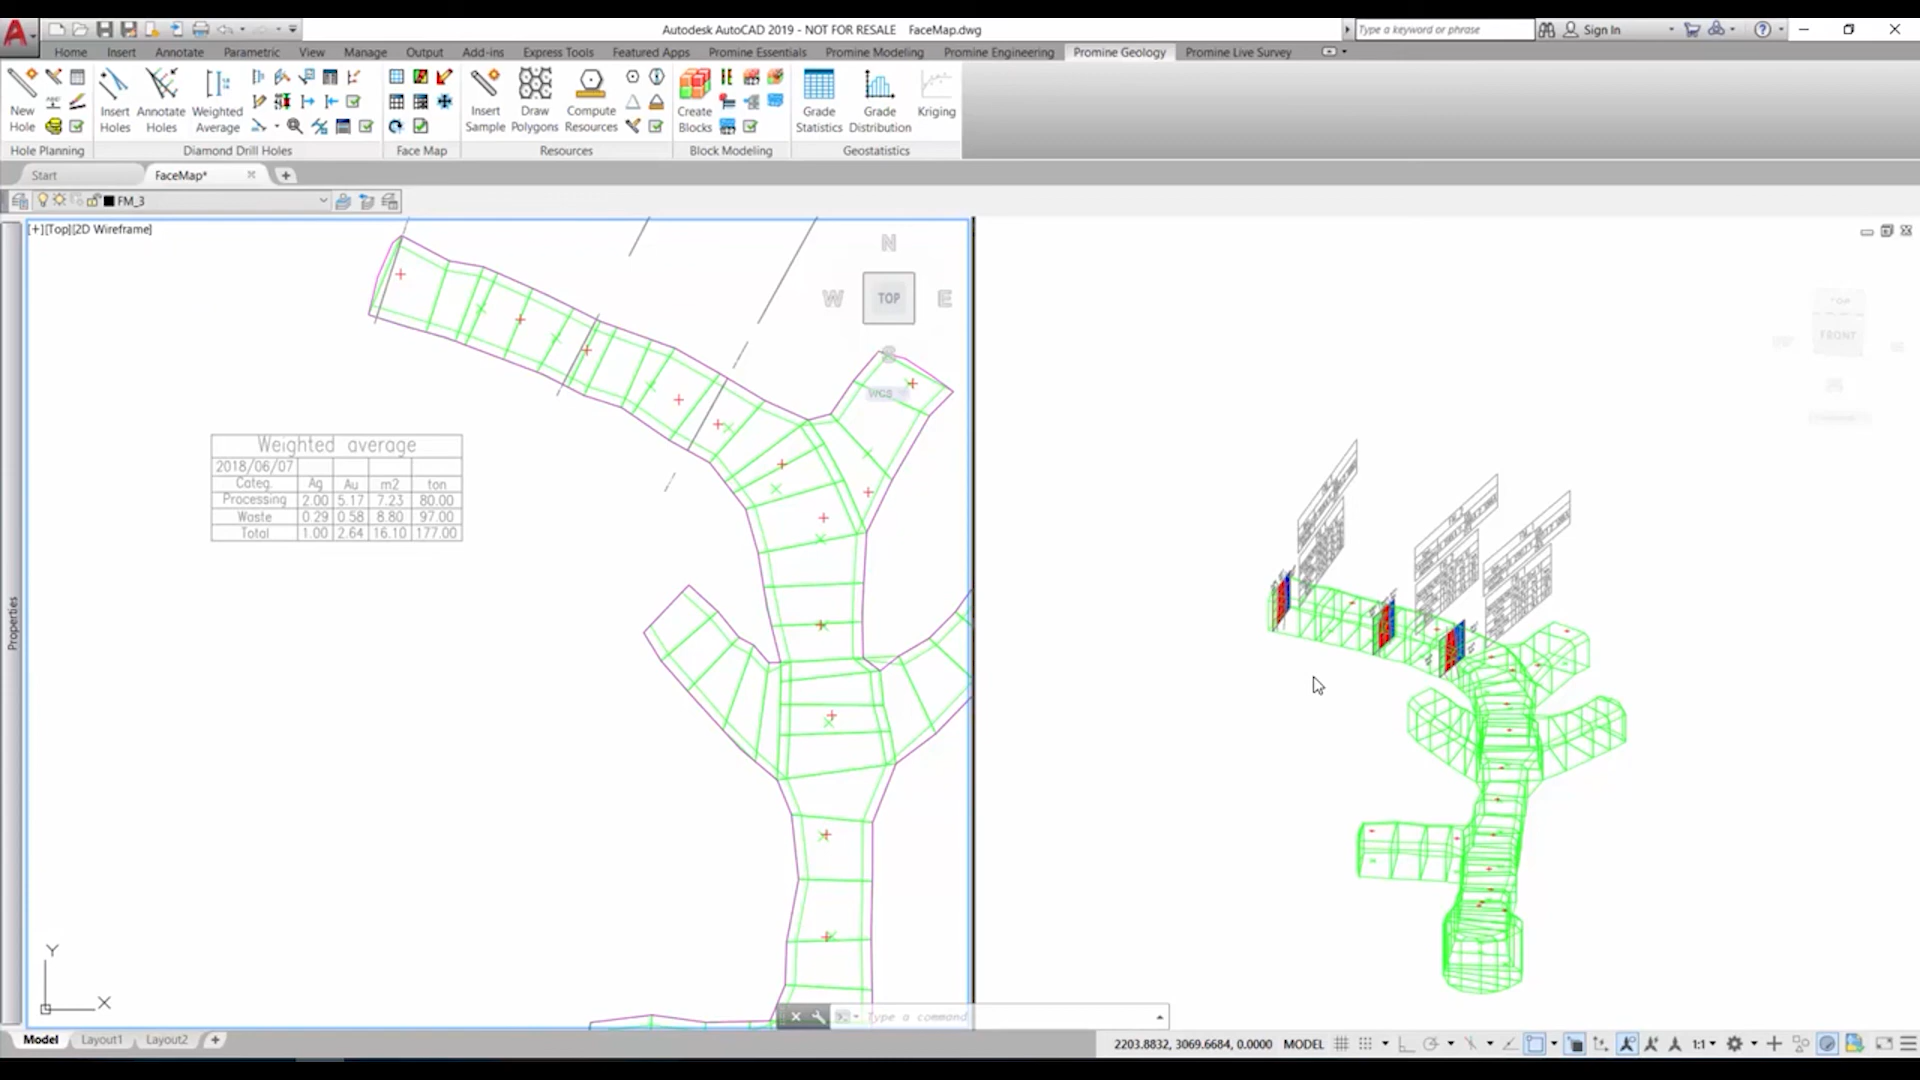 Autodesk AutoCAD 2019 - NOT FOR RESALE FaceMap.dwg
Type a keyword or phrase
Sign In
Home Insert Annotate Parametric View Manage Output Add-ins Express Tools Featured Apps Promine Essentials Promine Modeling Promine Engineering Promine Geology Promine Live Survey
New Hole
Insert Holes
Annotate Holes
Weighted Average
Insert Sample
Draw Polygons
Compute Resources
Create Blocks
Grade Statistics
Grade Distribution
Kriging
Hole Planning Diamond Drill Holes Face Map Resources Block Modeling Geostatistics
Start FaceMap*
FM_3
[+][Top][2D Wireframe]
N
W TOP E
S
WCS
TOP
FRONT
Weighted average
2018/06/07
Categ. Ag Au m2 ton
Processing 2.00 5.17 7.23 80.00
Waste 0.29 0.58 8.80 97.00
Total 1.00 2.64 16.10 177.00
Properties
Y
X
Type a command
Model Layout1 Layout2
2203.8832, 3069.6684, 0.0000 MODEL 1:1